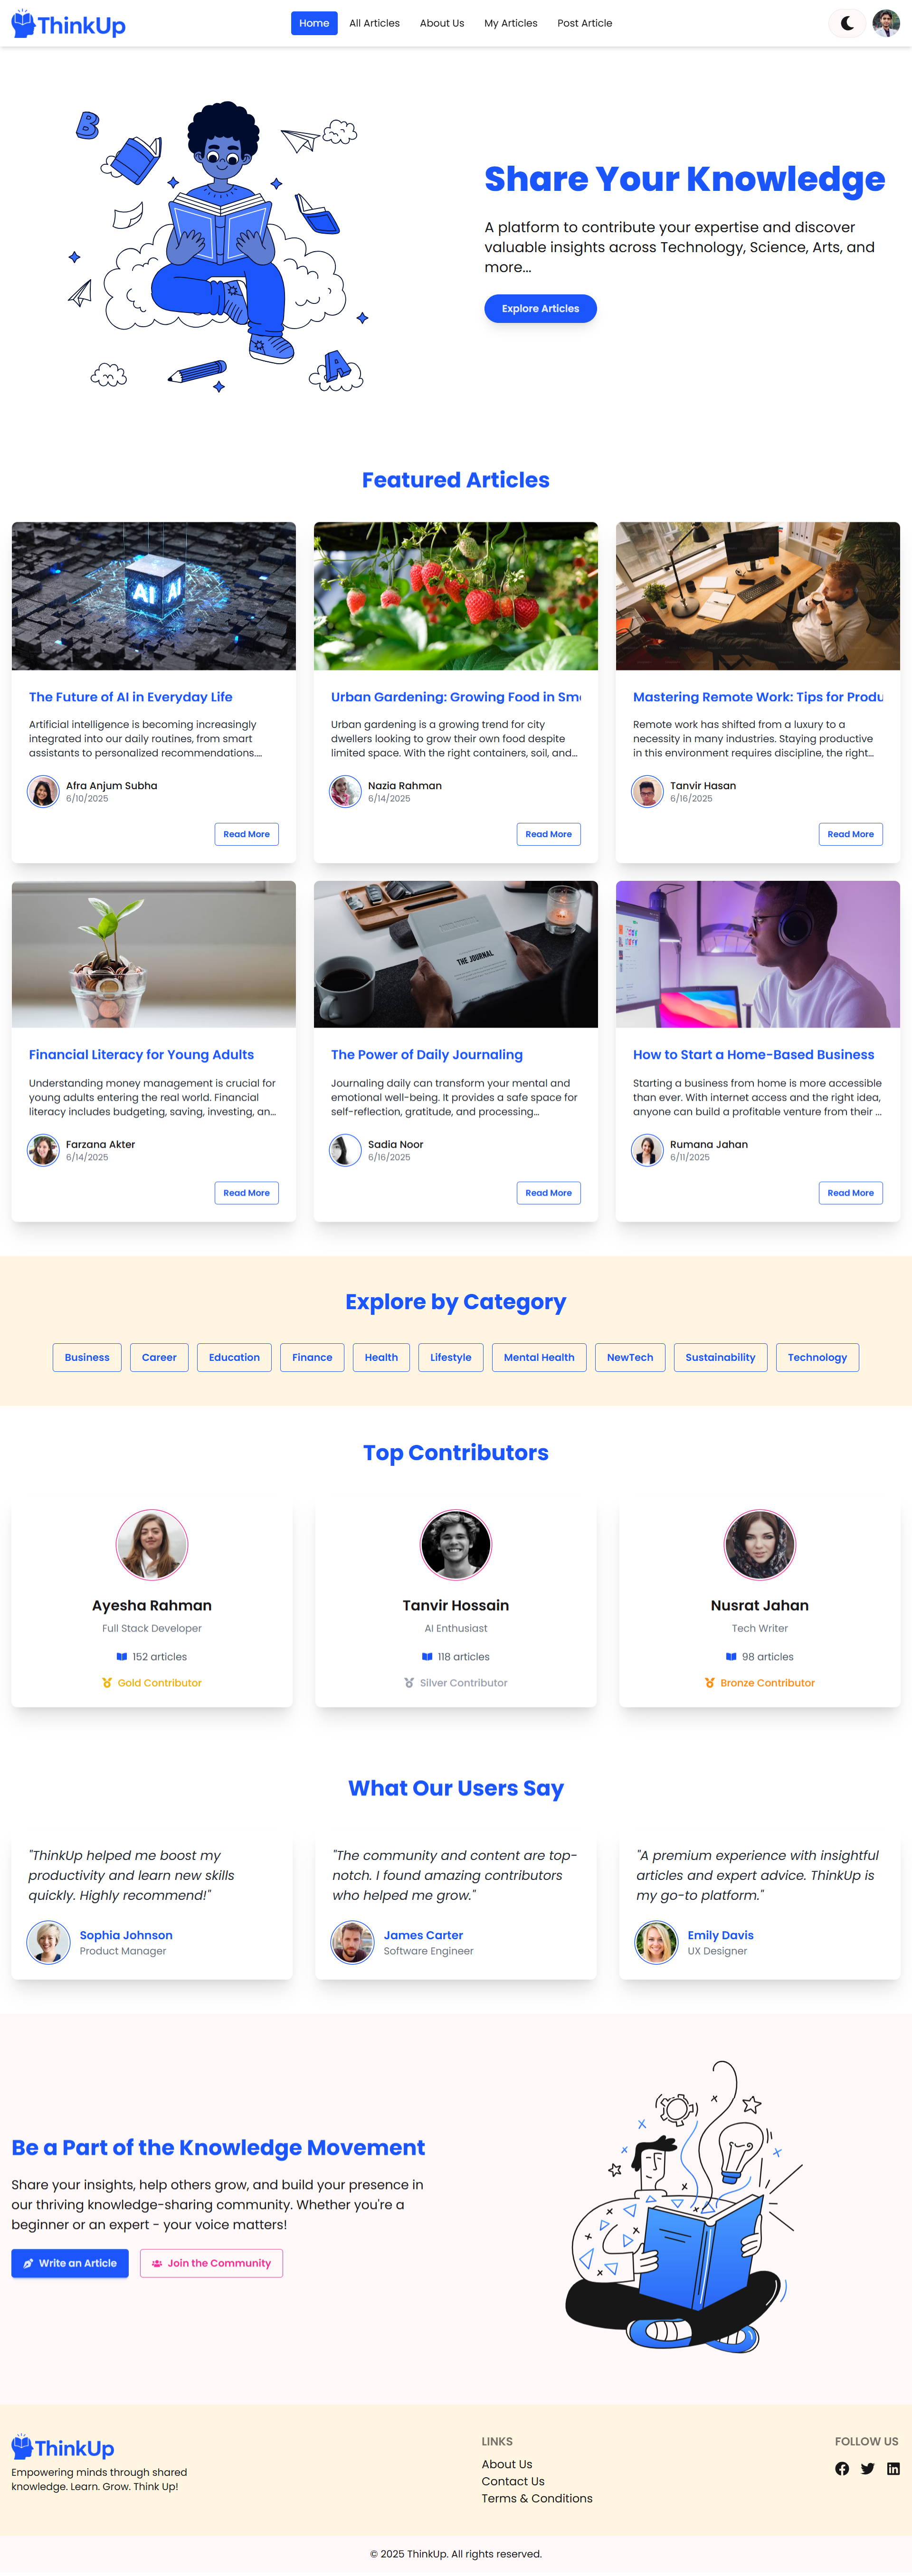 ThinkUp
Home
All Articles
About Us
My Articles
Post Article
B
A
Share Your Knowledge
A platform to contribute your expertise and discover
valuable insights across Technology, Science, Arts, and
more...
Explore Articles
Featured Articles
AI AI
The Future of AI in Everyday Life
Artificial intelligence is becoming increasingly
integrated into our daily routines, from smart
assistants to personalized recommendations....
Afra Anjum Subha
6/10/2025
Read More
Urban Gardening: Growing Food in Sm
Urban gardening is a growing trend for city
dwellers looking to grow their own food despite
limited space. With the right containers, soil, and...
Nazia Rahman
6/14/2025
Read More
Mastering Remote Work: Tips for Produ
Remote work has shifted from a luxury to a
necessity in many industries. Staying productive
in this environment requires discipline, the right...
Tanvir Hasan
6/16/2025
Read More
Financial Literacy for Young Adults
Understanding money management is crucial for
young adults entering the real world. Financial
literacy includes budgeting, saving, investing, an...
Farzana Akter
6/14/2025
Read More
THE JOURNAL
The Power of Daily Journaling
Journaling daily can transform your mental and
emotional well-being. It provides a safe space for
self-reflection, gratitude, and processing...
Sadia Noor
6/16/2025
Read More
How to Start a Home-Based Business
Starting a business from home is more accessible
than ever. With internet access and the right idea,
anyone can build a profitable venture from their ...
Rumana Jahan
6/11/2025
Read More
Explore by Category
Business
Career
Education
Finance
Health
Lifestyle
Mental Health
NewTech
Sustainability
Technology
Top Contributors
Ayesha Rahman
Full Stack Developer
152 articles
Gold Contributor
Tanvir Hossain
AI Enthusiast
118 articles
Silver Contributor
Nusrat Jahan
Tech Writer
98 articles
Bronze Contributor
What Our Users Say
"ThinkUp helped me boost my
productivity and learn new skills
quickly. Highly recommend!"
Sophia Johnson
Product Manager
"The community and content are top-
notch. I found amazing contributors
who helped me grow."
James Carter
Software Engineer
"A premium experience with insightful
articles and expert advice. ThinkUp is
my go-to platform."
Emily Davis
UX Designer
Be a Part of the Knowledge Movement
Share your insights, help others grow, and build your presence in
our thriving knowledge-sharing community. Whether you're a
beginner or an expert - your voice matters!
Write an Article
Join the Community
ThinkUp
Empowering minds through shared
knowledge. Learn. Grow. Think Up!
LINKS
About Us
Contact Us
Terms & Conditions
FOLLOW US
© 2025 ThinkUp. All rights reserved.